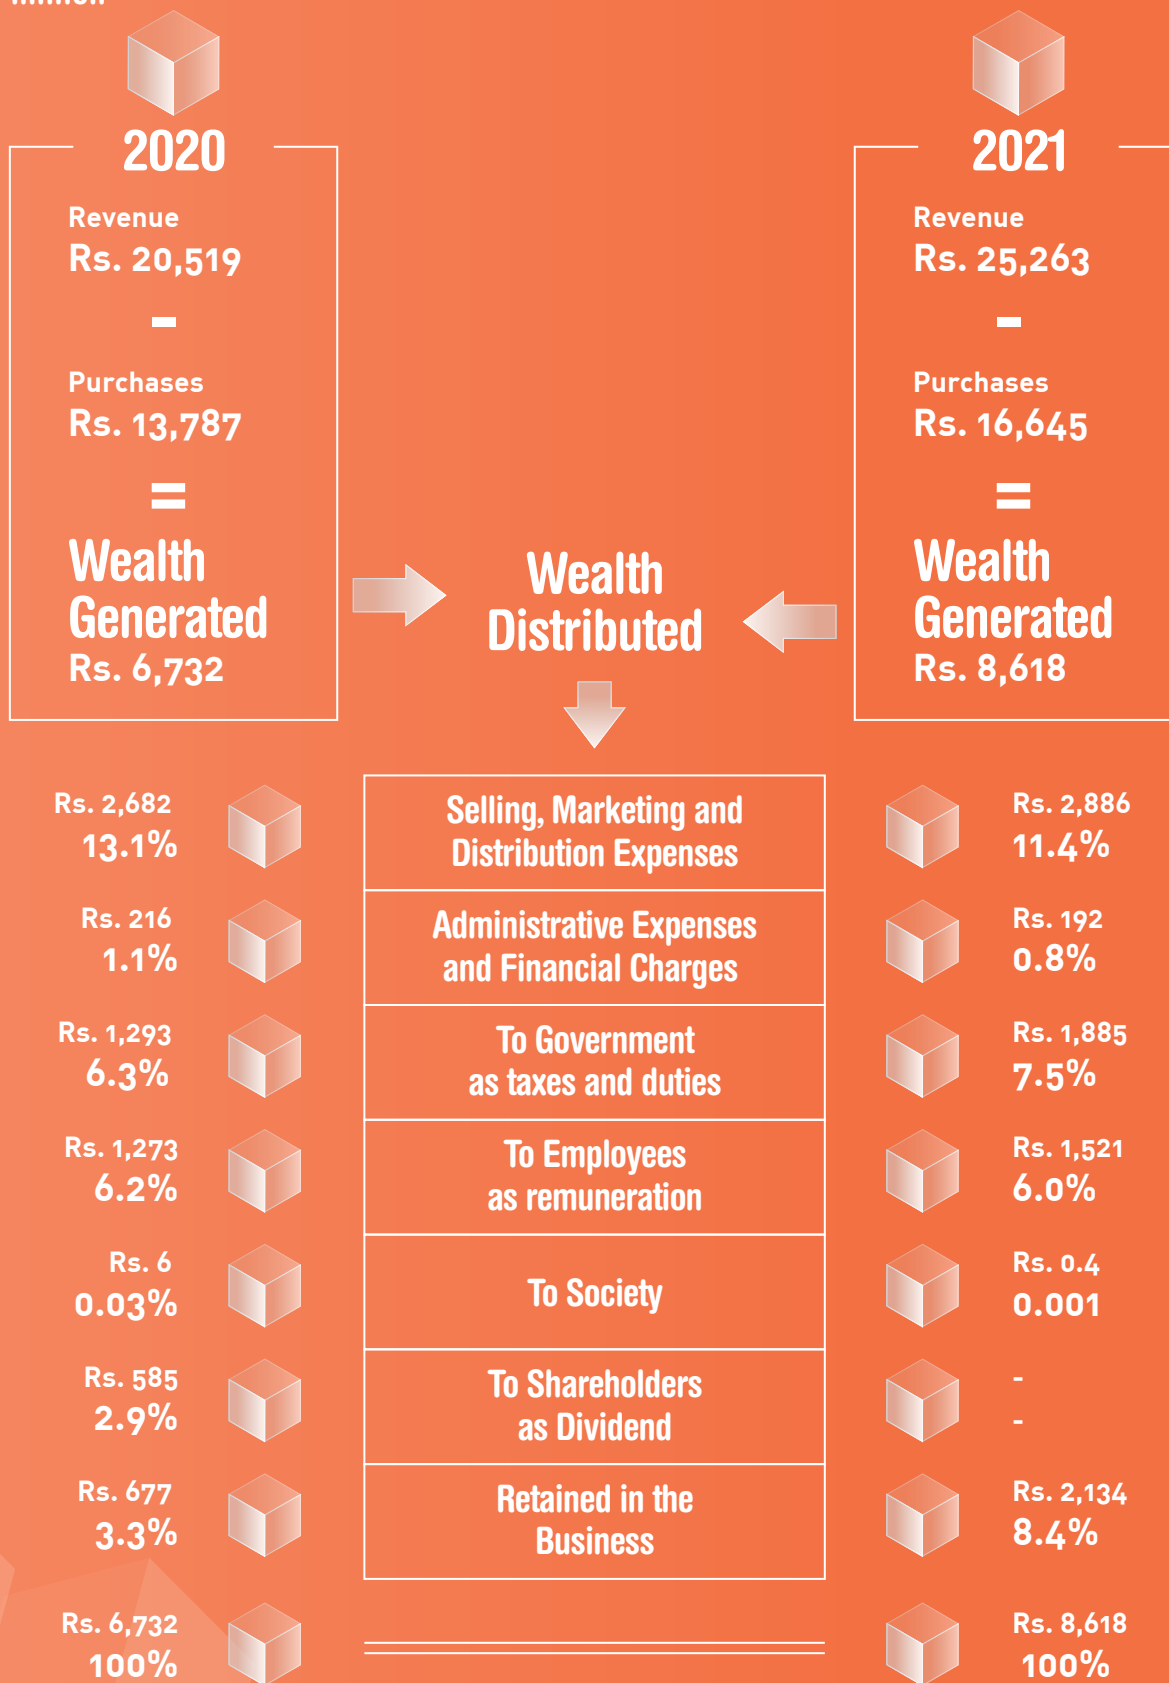 2020
Revenue
Rs. 20,519
-
Purchases
Rs. 13,787
=
Wealth
Generated
Rs. 6,732
Wealth
Distributed
2021
Revenue
Rs. 25,263
-
Purchases
Rs. 16,645
=
Wealth
Generated
Rs. 8,618
Rs. 2,682
13.1%
Selling, Marketing and
Distribution Expenses
Rs. 2,886
11.4%
Rs. 216
1.1%
Administrative Expenses
and Financial Charges
Rs. 192
0.8%
Rs. 1,293
6.3%
To Government
as taxes and duties
Rs. 1,885
7.5%
Rs. 1,273
6.2%
To Employees
as remuneration
Rs. 1,521
6.0%
Rs. 6
0.03%
To Society
Rs. 0.4
0.001
Rs. 585
2.9%
To Shareholders
as Dividend
-
-
Rs. 677
3.3%
Retained in the
Business
Rs. 2,134
8.4%
Rs. 6,732
100%
Rs. 8,618
100%